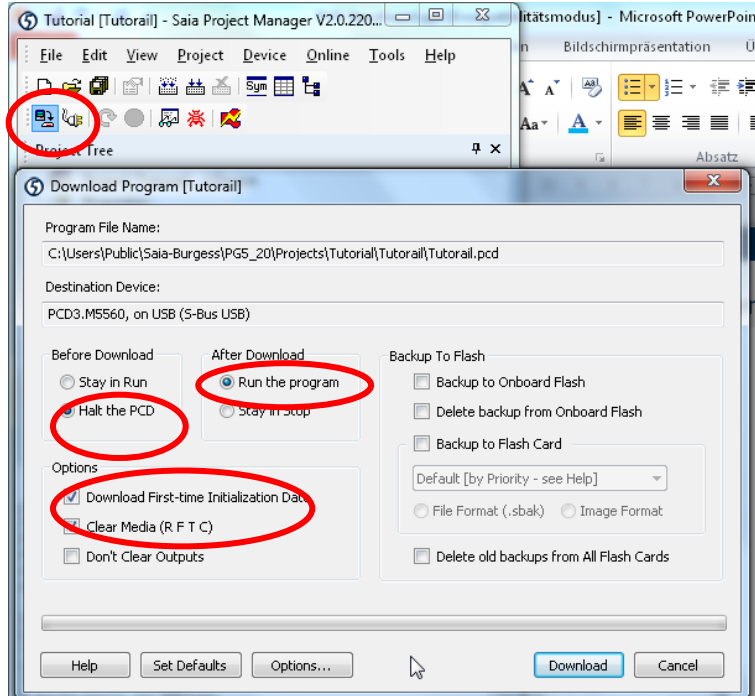 Tutorial [Tutorail] - Saia Project Manager V2.0.220...
litätsmodus] - Microsoft PowerPoin
File Edit View Project Device Online Tools Help
n Bildschirmpräsentation Ü
Sym
Aa
A
Project Tree
Absatz
Download Program [Tutorail]
Program File Name:
C:\Users\Public\Saia-Burgess\PG5_20\Projects\Tutorial\Tutorail\Tutorail.pcd
Destination Device:
PCD3.M5560, on USB (S-Bus USB)
Before Download
Stay in Run
Halt the PCD
After Download
Run the program
Stay in Stop
Backup To Flash
Backup to Onboard Flash
Delete backup from Onboard Flash
Backup to Flash Card
Default [by Priority - see Help]
File Format (.sbak) Image Format
Delete old backups from All Flash Cards
Options
Download First-time Initialization Data
Clear Media (R F T C)
Don't Clear Outputs
Help Set Defaults Options... Download Cancel